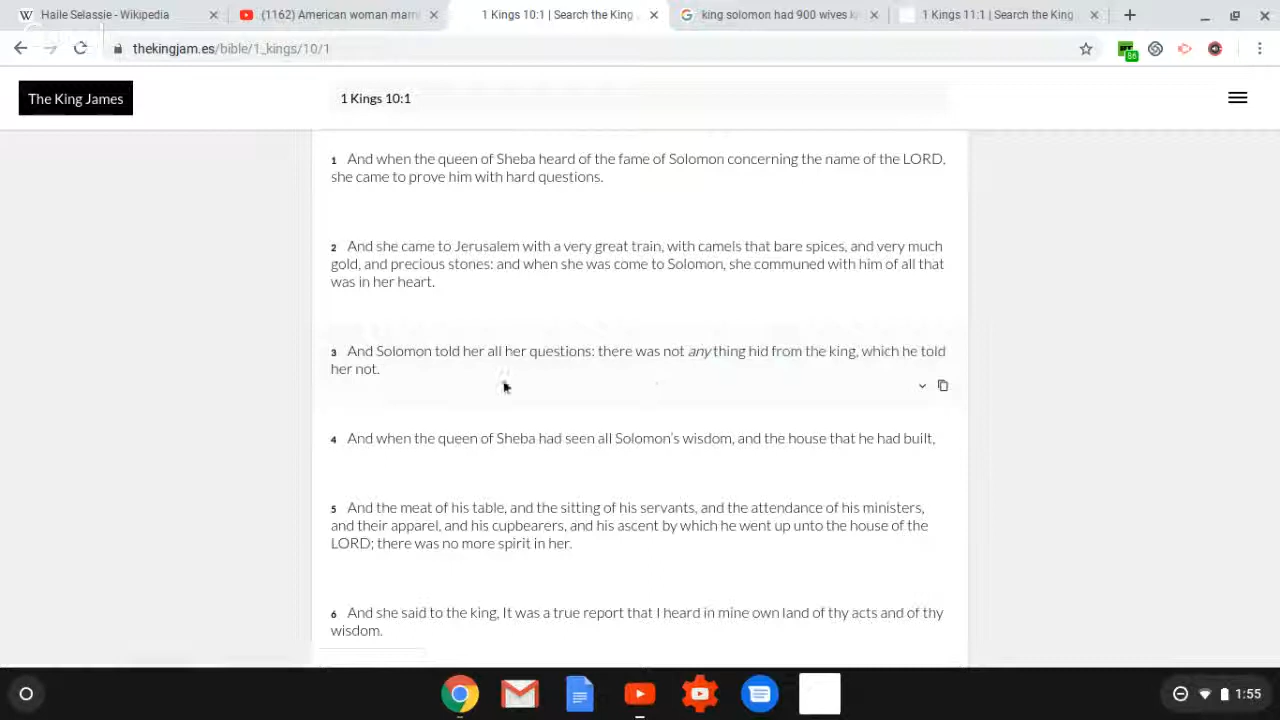 Haile Selassie - Wikipedia
(1162) American woman marri
1 Kings 10:1 | Search the King
king solomon had 900 wives k
1 Kings 11:1 | Search the King
thekingjam.es/bible/1_kings/10/1
86
The King James
1 Kings 10:1
1 And when the queen of Sheba heard of the fame of Solomon concerning the name of the LORD,
she came to prove him with hard questions.
2 And she came to Jerusalem with a very great train, with camels that bare spices, and very much
gold, and precious stones: and when she was come to Solomon, she communed with him of all that
was in her heart.
3 And Solomon told her all her questions: there was not any thing hid from the king, which he told
her not.
4 And when the queen of Sheba had seen all Solomon's wisdom, and the house that he had built,
5 And the meat of his table, and the sitting of his servants, and the attendance of his ministers,
and their apparel, and his cupbearers, and his ascent by which he went up unto the house of the
LORD; there was no more spirit in her.
6 And she said to the king, It was a true report that I heard in mine own land of thy acts and of thy
wisdom.
1:55